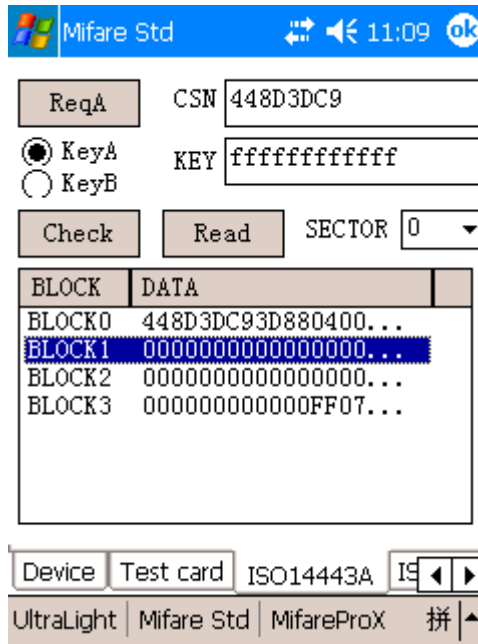 Mifare Std 11:09 ok
ReqA CSN 448D3DC9
KeyA
KEY ffffffffffff
KeyB
Check Read SECTOR 0
BLOCK DATA
BLOCK0 448D3DC93D880400...
BLOCK1 0000000000000000...
BLOCK2 0000000000000000...
BLOCK3 000000000000FF07...
Device Test card ISO14443A IS
UltraLight Mifare Std MifareProX 拼